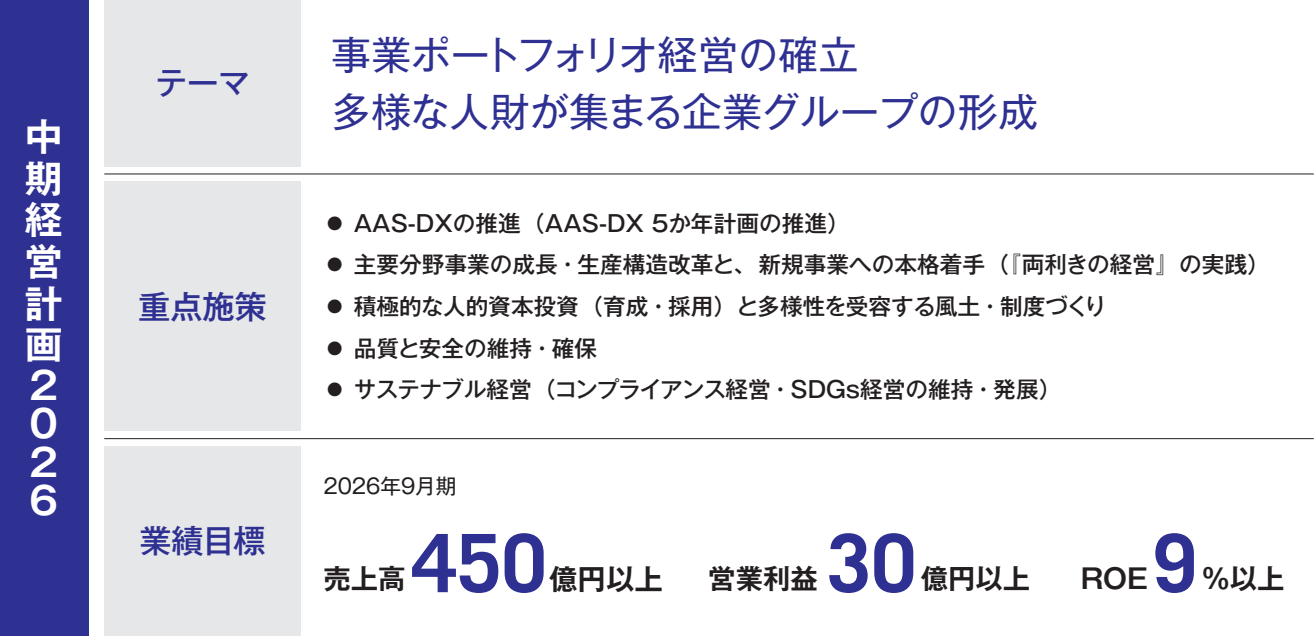 中期経営計画2026
テーマ
事業ポートフォリオ経営の確立
多様な人財が集まる企業グループの形成
重点施策
● AAS-DXの推進（AAS-DX 5か年計画の推進）
● 主要分野事業の成長・生産構造改革と、新規事業への本格着手（『両利きの経営』の実践）
● 積極的な人的資本投資（育成・採用）と多様性を受容する風土・制度づくり
● 品質と安全の維持・確保
● サステナブル経営（コンプライアンス経営・SDGs経営の維持・発展）
業績目標
2026年9月期
売上高450億円以上 営業利益30億円以上 ROE9%以上